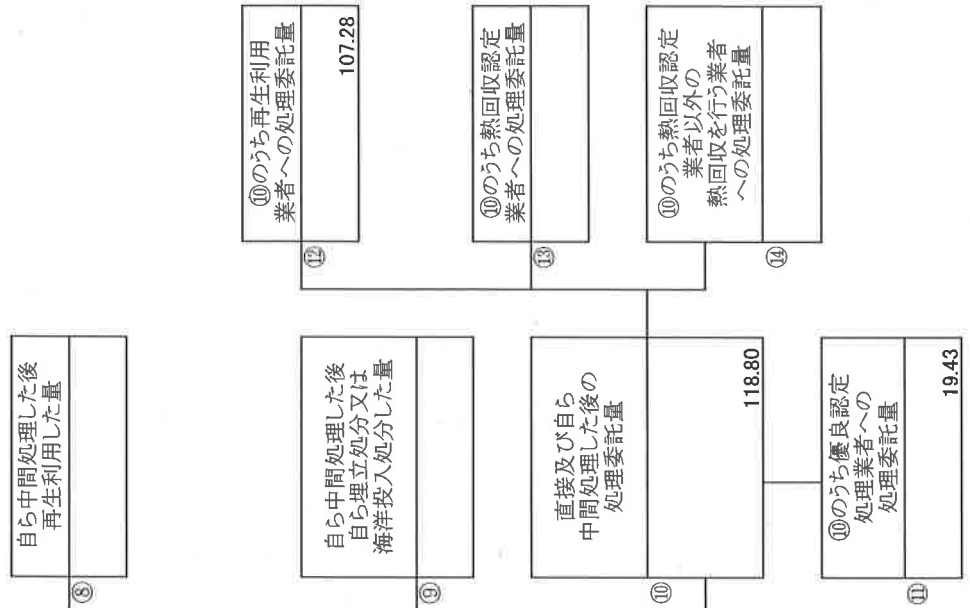 ⑧
自ら中間処理した後
再生利用した量
⑨
自ら中間処理した後
自ら埋立処分又は
海洋投入処分した量
⑩
直接及び自ら
中間処理した後の
処理委託量
118.80
⑪
⑩のうち優良認定
処理業者への
処理委託量
19.43
⑫
⑩のうち再生利用
業者への処理委託量
107.28
⑬
⑩のうち熱回収認定
業者への処理委託量
⑭
⑩のうち熱回収認定
業者以外の
熱回収を行う業者
への処理委託量